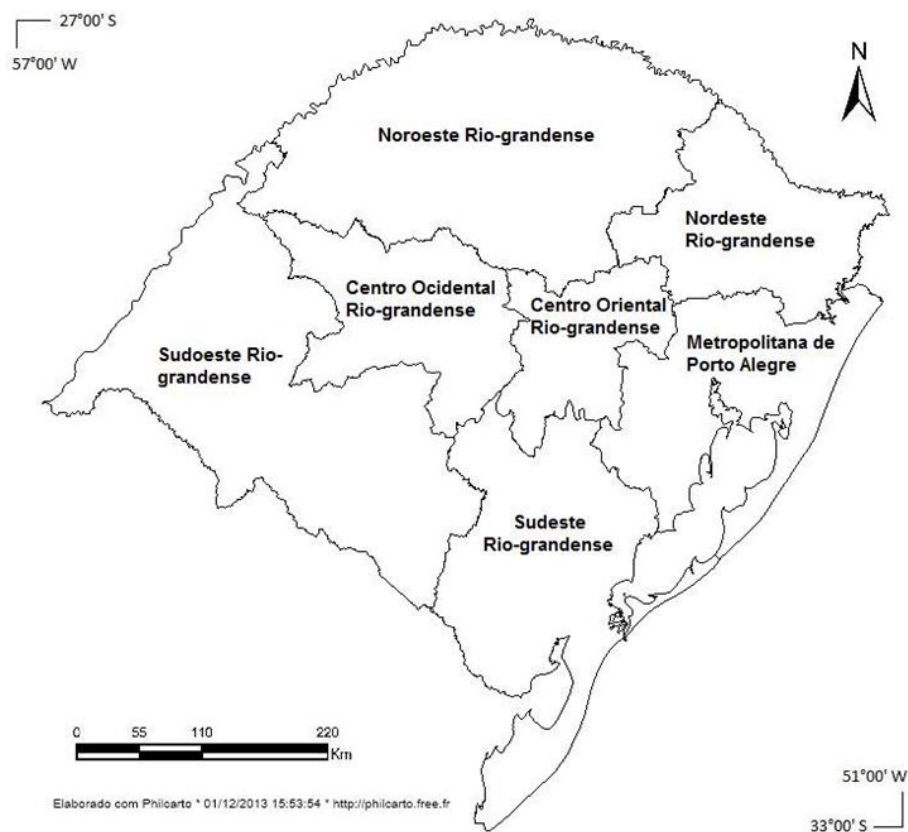 27°00' S
57°00' W
N
Noroeste Rio-grandense
Nordeste
Rio-grandense
Centro Ocidental
Rio-grandense
Centro Oriental
Rio-grandense
Metropolitana de
Porto Alegre
Sudoeste Rio-
grandense
Sudeste
Rio-grandense
0 55 110 220
Km
51°00' W
33°00' S
Elaborado com Philcarto * 01/12/2013 15:53:54 * http://philcarto.free.fr